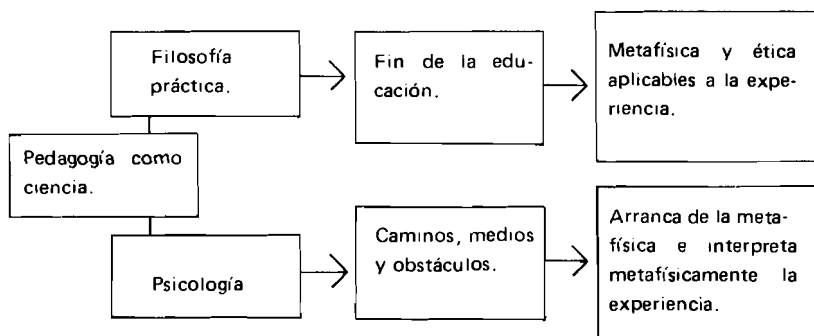 Filosofía
práctica.
Fin de la edu-
cación.
Metafísica y ética
aplicables a la expe-
riencia.
Pedagogía como
ciencia.
Psicología
Caminos, medios
y obstáculos.
Arranca de la meta-
física e interpreta
metafísicamente la
experiencia.